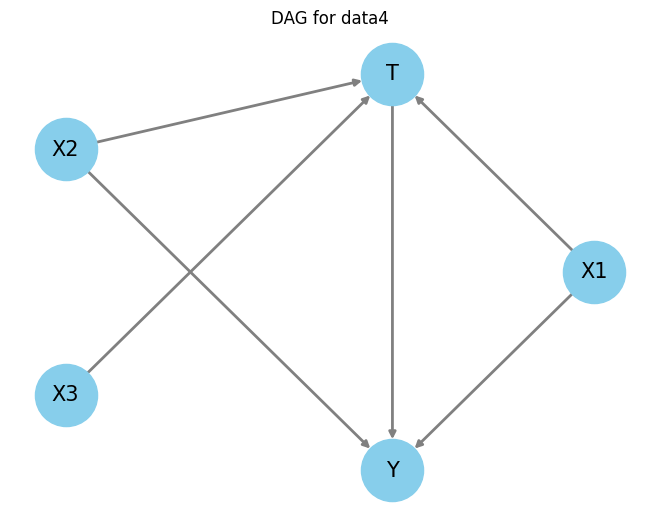 DAG for data4
T
X2
X1
X3
Y